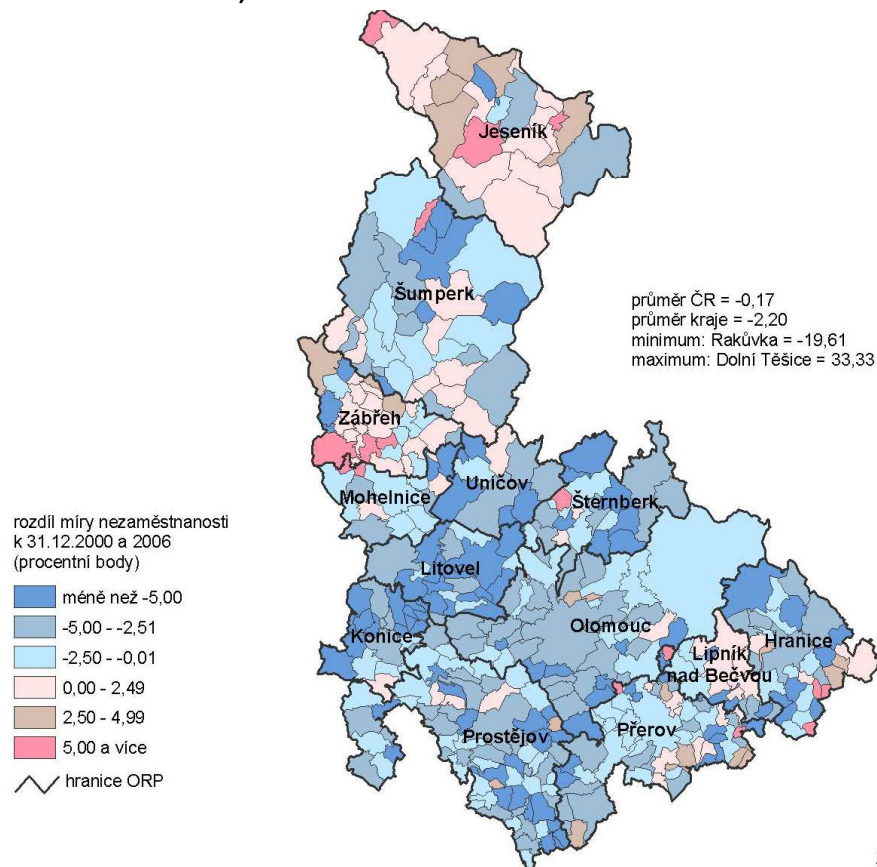 Jeseník
Šumperk
průměr ČR = -0,17
průměr kraje = -2,20
minimum: Rakůvka = -19,61
maximum: Dolní Těšice = 33,33
Zábřeh
Mohelnice
Uničov
Šternberk
Litovel
Konice
Olomouc
Hranice
Lipník
nad Bečvou
Prostějov
Přerov
rozdíl míry nezaměstnanosti
k 31.12.2000 a 2006
(procentní body)
méně než -5,00
-5,00 - -2,51
-2,50 - -0,01
0,00 - 2,49
2,50 - 4,99
5,00 a více
hranice ORP